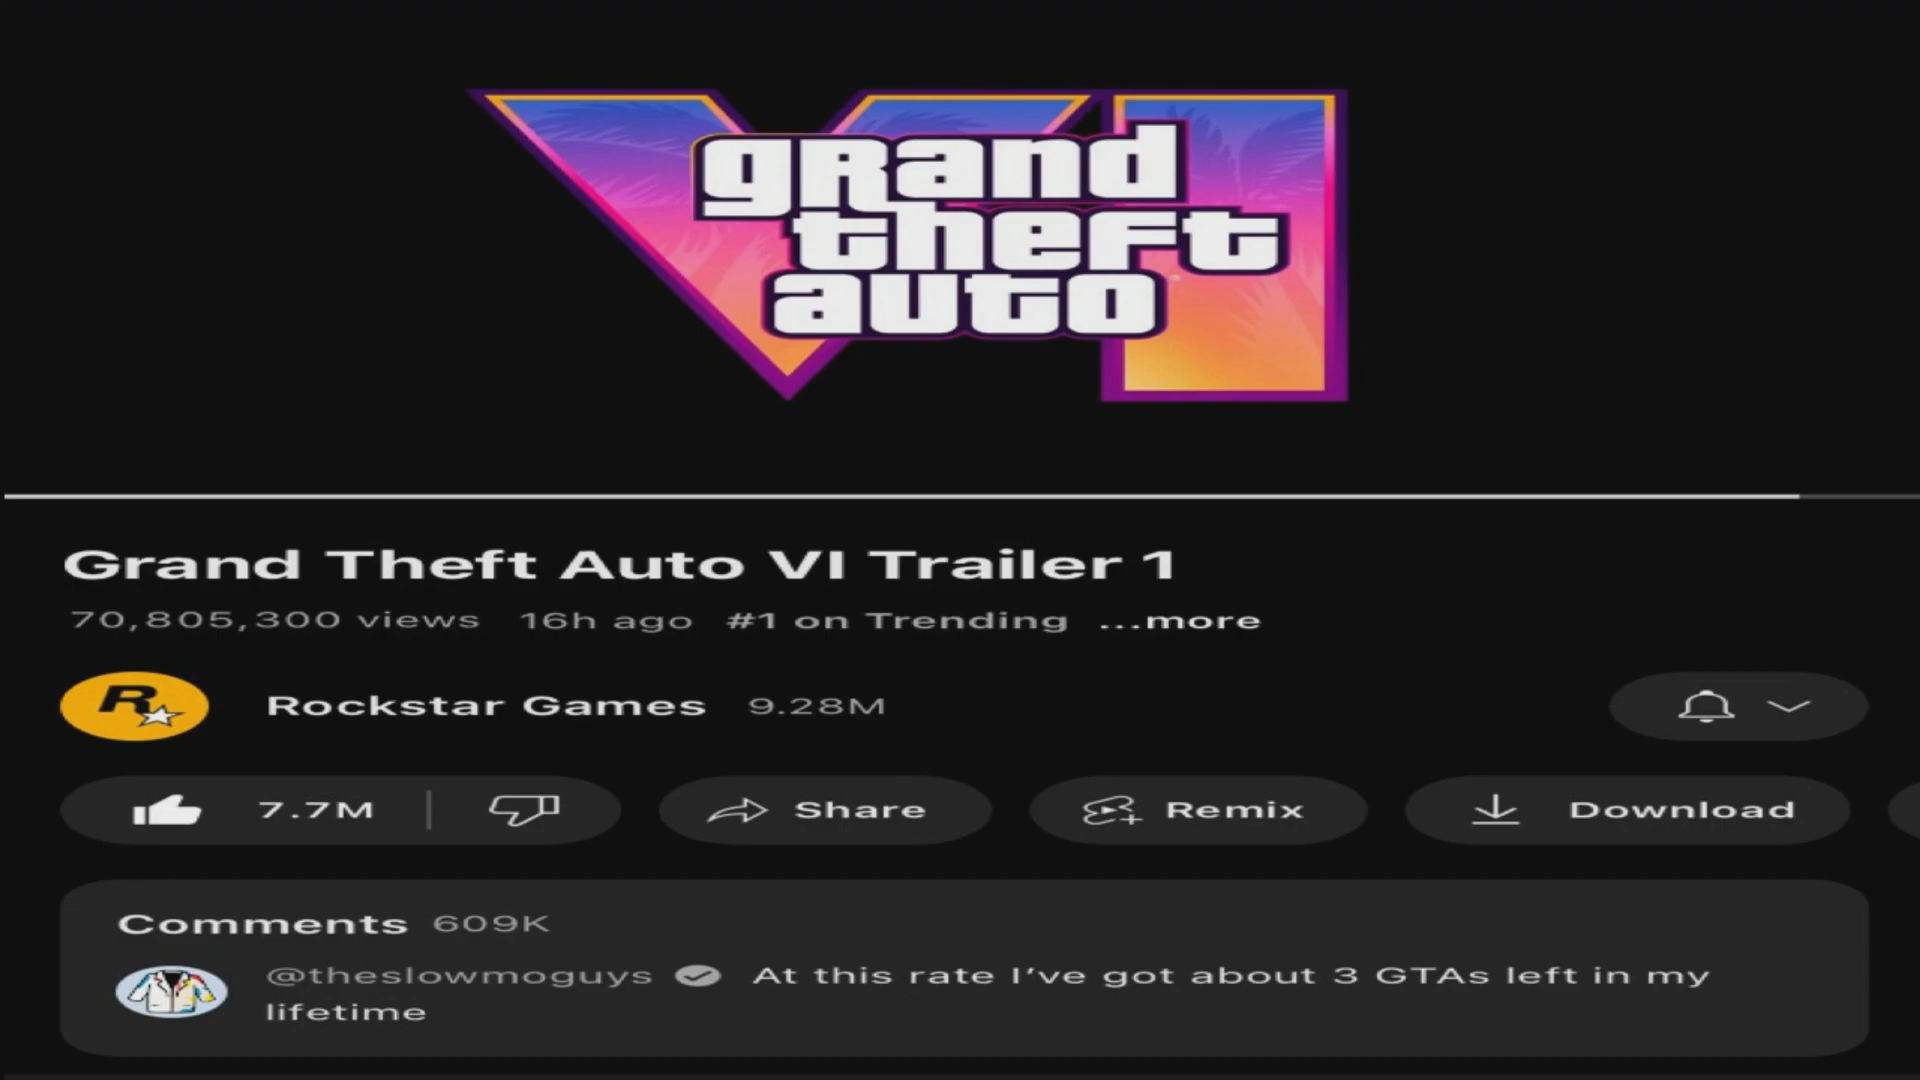 grand
theft
auto
VI
Grand Theft Auto VI Trailer 1
70,805,300 views 16h ago #1 on Trending ...more
R
Rockstar Games 9.28M
7.7M Share Remix Download
Comments 609K
@theslowmoguys At this rate I’ve got about 3 GTAs left in my
lifetime